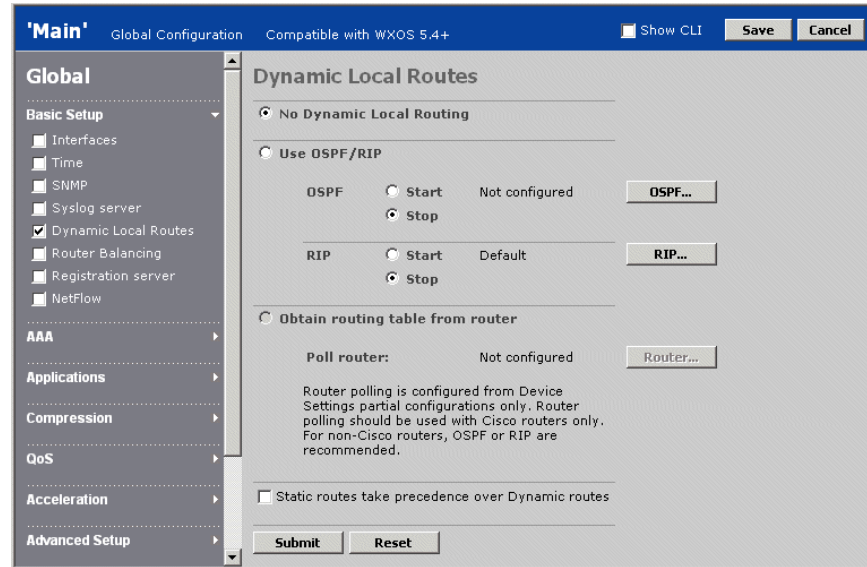 'Main' Global Configuration Compatible with WXOS 5.4+ Show CLI Save Cancel
Global
Basic Setup
Interfaces
Time
SNMP
Syslog server
Dynamic Local Routes
Router Balancing
Registration server
NetFlow
AAA
Applications
Compression
QoS
Acceleration
Advanced Setup
Dynamic Local Routes
No Dynamic Local Routing
Use OSPF/RIP
OSPF Start Not configured OSPF...
Stop
RIP Start Default RIP...
Stop
Obtain routing table from router
Poll router: Not configured Router...
Router polling is configured from Device
Settings partial configurations only. Router
polling should be used with Cisco routers only.
For non-Cisco routers, OSPF or RIP are
recommended.
Static routes take precedence over Dynamic routes
Submit Reset